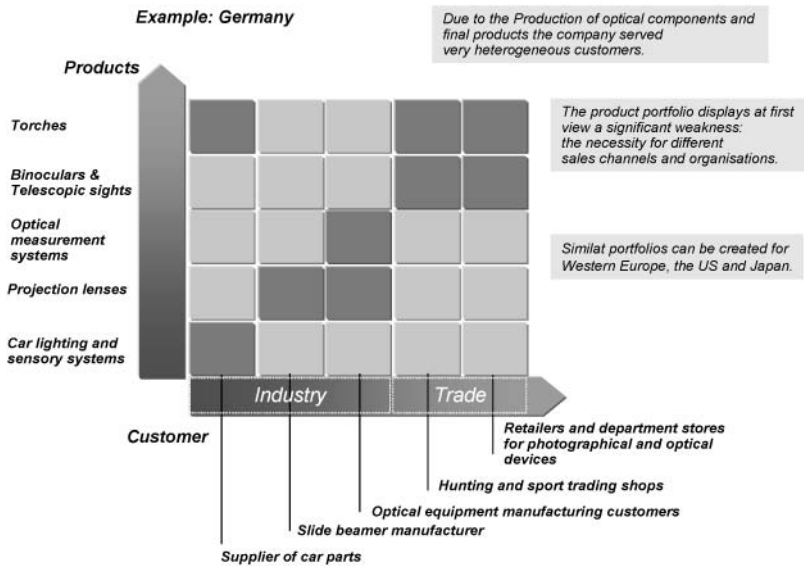 Example: Germany
Due to the Production of optical components and
final products the company served
very heterogeneous customers.
Products
The product portfolio displays at first
view a significant weakness:
the necessity for different
sales channels and organisations.
Torches
Binoculars &
Telescopic sights
Optical
measurement
systems
Similat portfolios can be created for
Western Europe, the US and Japan.
Projection lenses
Car lighting and
sensory systems
Industry
Trade
Customer
Retailers and department stores
for photographical and optical
devices
Hunting and sport trading shops
Optical equipment manufacturing customers
Slide beamer manufacturer
Supplier of car parts